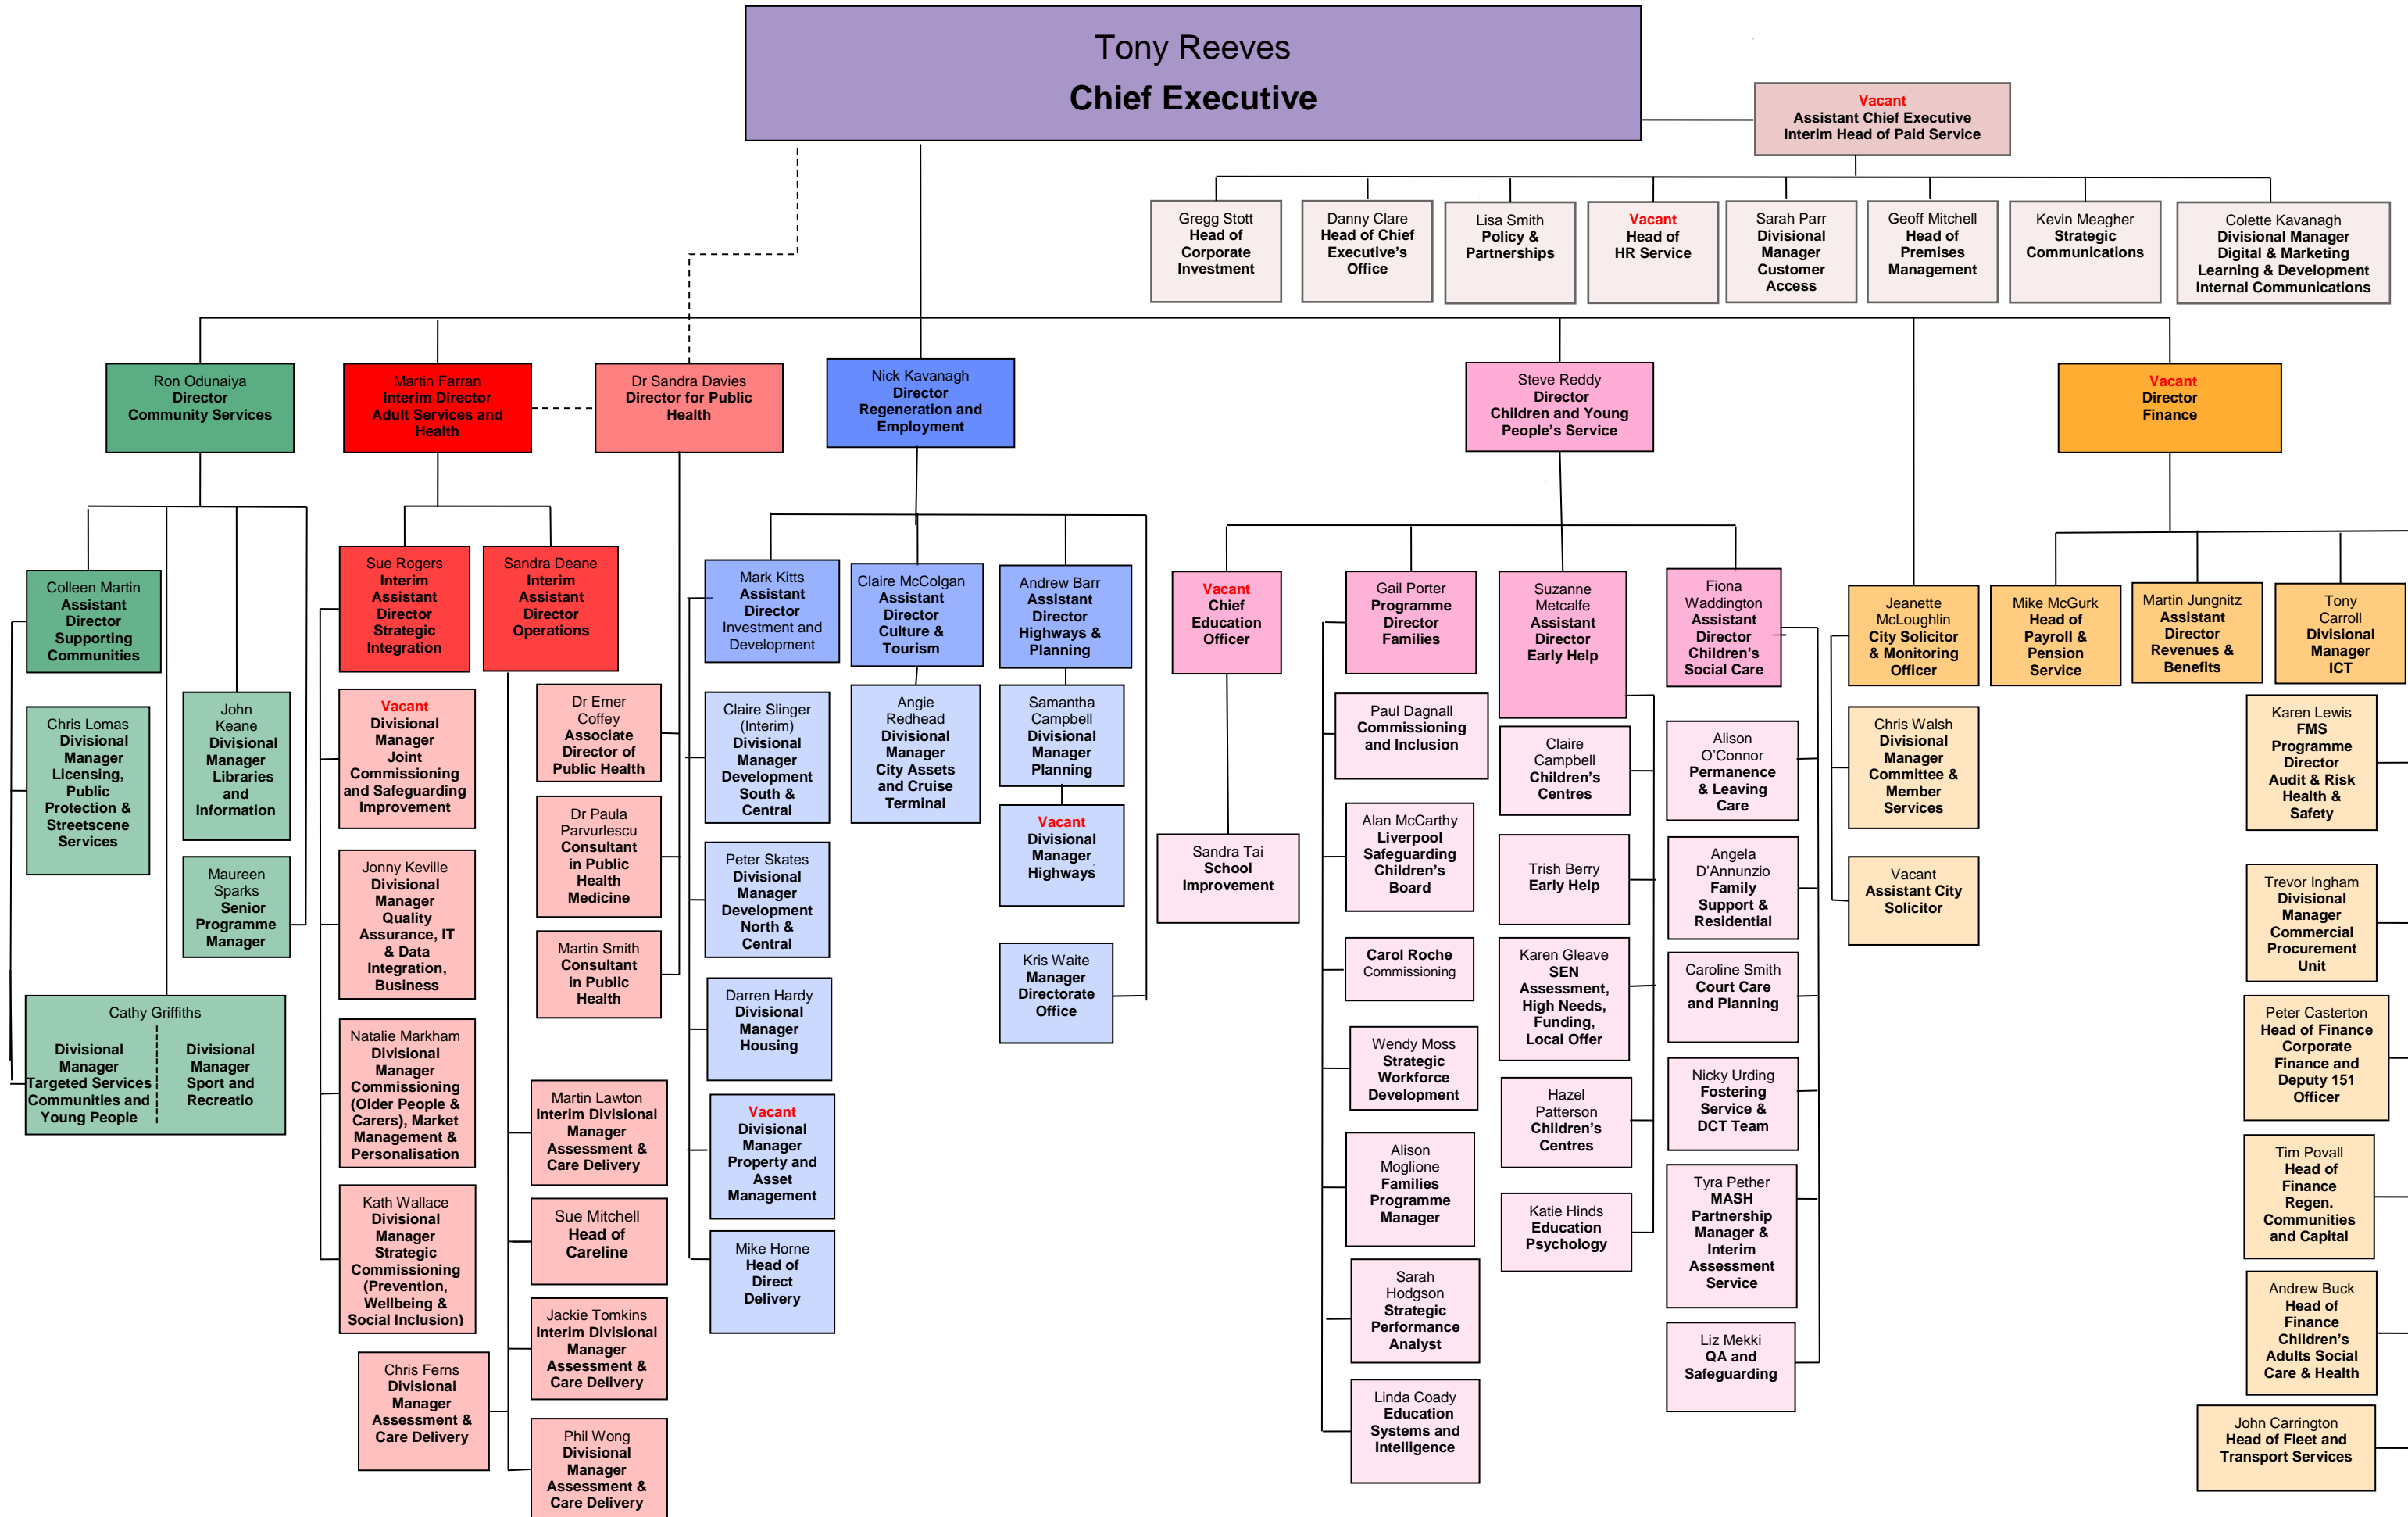 Tony Reeves
Chief Executive
Vacant
Assistant Chief Executive
Interim Head of Paid Service
Gregg Stott
Head of
Corporate
Investment
Danny Clare
Head of Chief
Executive's
Office
Lisa Smith
Policy &
Partnerships
Vacant
Head of
HR Service
Sarah Parr
Divisional
Manager
Customer
Access
Geoff Mitchell
Head of
Premises
Management
Kevin Meagher
Strategic
Communications
Colette Kavanagh
Divisional Manager
Digital & Marketing
Learning & Development
Internal Communications
Ron Odunaiya
Director
Community Services
Martin Farran
Interim Director
Adult Services and
Health
Dr Sandra Davies
Director for Public
Health
Nick Kavanagh
Director
Regeneration and
Employment
Steve Reddy
Director
Children and Young
People's Service
Vacant
Director
Finance
Colleen Martin
Assistant
Director
Supporting
Communities
Chris Lomas
Divisional
Manager
Licensing,
Public
Protection &
Streetscene
Services
John
Keane
Divisional
Manager
Libraries
and
Information
Maureen
Sparks
Senior
Programme
Manager
Cathy Griffiths
Divisional
Manager
Targeted Services
Communities and
Young People
Divisional
Manager
Sport and
Recreatio
Sue Rogers
Interim
Assistant
Director
Strategic
Integration
Vacant
Divisional
Manager
Joint
Commissioning
and Safeguarding
Improvement
Jonny Keville
Divisional
Manager
Quality
Assurance, IT
& Data
Integration,
Business
Natalie Markham
Divisional
Manager
Commissioning
(Older People &
Carers), Market
Management &
Personalisation
Kath Wallace
Divisional
Manager
Strategic
Commissioning
(Prevention,
Wellbeing &
Social Inclusion)
Chris Ferns
Divisional
Manager
Assessment &
Care Delivery
Sandra Deane
Interim
Assistant
Director
Operations
Dr Emer
Coffey
Associate
Director of
Public Health
Dr Paula
Parvurlescu
Consultant
in Public
Health
Medicine
Martin Smith
Consultant
in Public
Health
Martin Lawton
Interim Divisional
Manager
Assessment &
Care Delivery
Sue Mitchell
Head of
Careline
Jackie Tomkins
Interim Divisional
Manager
Assessment &
Care Delivery
Phil Wong
Divisional
Manager
Assessment &
Care Delivery
Mark Kitts
Assistant
Director
Investment and
Development
Claire Slinger
(Interim)
Divisional
Manager
Development
South &
Central
Peter Skates
Divisional
Manager
Development
North &
Central
Darren Hardy
Divisional
Manager
Housing
Vacant
Divisional
Manager
Property and
Asset
Management
Mike Horne
Head of
Direct
Delivery
Claire McColgan
Assistant
Director
Culture &
Tourism
Angie
Redhead
Divisional
Manager
City Assets
and Cruise
Terminal
Andrew Barr
Assistant
Director
Highways &
Planning
Samantha
Campbell
Divisional
Manager
Planning
Vacant
Divisional
Manager
Highways
Kris Waite
Manager
Directorate
Office
Vacant
Chief
Education
Officer
Sandra Tai
School
Improvement
Gail Porter
Programme
Director
Families
Paul Dagnall
Commissioning
and Inclusion
Alan McCarthy
Liverpool
Safeguarding
Children's
Board
Carol Roche
Commissioning
Wendy Moss
Strategic
Workforce
Development
Alison
Moglione
Families
Programme
Manager
Sarah
Hodgson
Strategic
Performance
Analyst
Linda Coady
Education
Systems and
Intelligence
Suzanne
Metcalfe
Assistant
Director
Early Help
Claire
Campbell
Children's
Centres
Trish Berry
Early Help
Karen Gleave
SEN
Assessment,
High Needs,
Funding,
Local Offer
Hazel
Patterson
Children's
Centres
Katie Hinds
Education
Psychology
Fiona
Waddington
Assistant
Director
Children's
Social Care
Alison
O'Connor
Permanence
& Leaving
Care
Angela
D'Annunzio
Family
Support &
Residential
Caroline Smith
Court Care
and Planning
Nicky Urding
Fostering
Service &
DCT Team
Tyra Pether
MASH
Partnership
Manager &
Interim
Assessment
Service
Liz Mekki
QA and
Safeguarding
Jeanette
McLoughlin
City Solicitor
& Monitoring
Officer
Chris Walsh
Divisional
Manager
Committee &
Member
Services
Vacant
Assistant City
Solicitor
Mike McGurk
Head of
Payroll &
Pension
Service
Martin Jungnitz
Assistant
Director
Revenues &
Benefits
Tony
Carroll
Divisional
Manager
ICT
Karen Lewis
FMS
Programme
Director
Audit & Risk
Health &
Safety
Trevor Ingham
Divisional
Manager
Commercial
Procurement
Unit
Peter Casterton
Head of Finance
Corporate
Finance and
Deputy 151
Officer
Tim Povall
Head of
Finance
Regen.
Communities
and Capital
Andrew Buck
Head of
Finance
Children's
Adults Social
Care & Health
John Carrington
Head of Fleet and
Transport Services